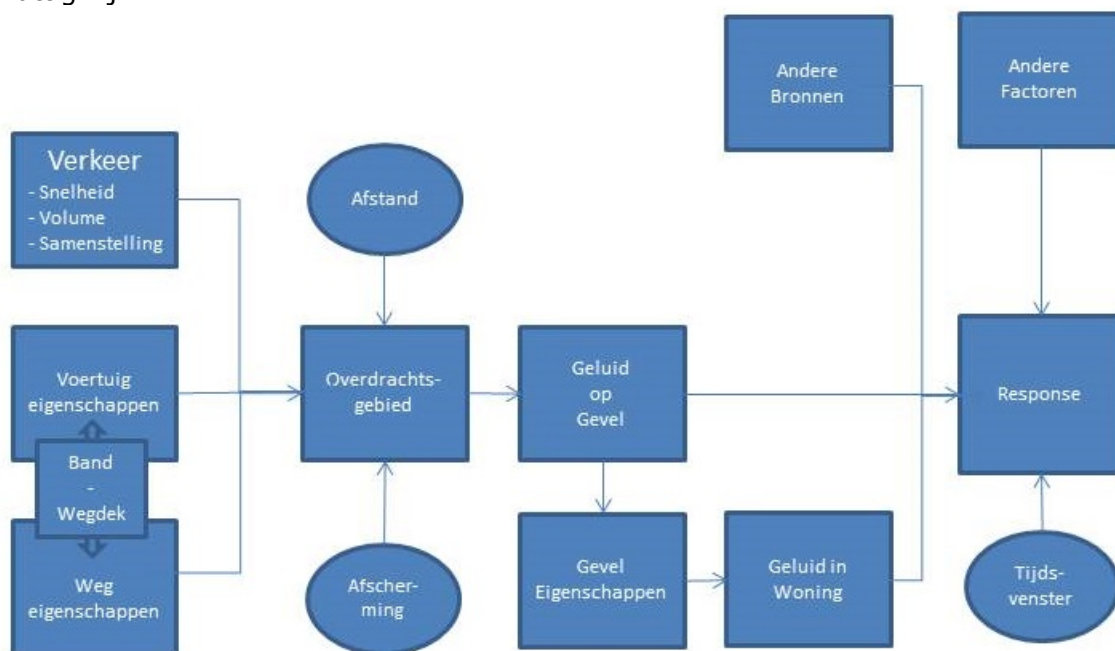 Andere
Bronnen
Andere
Factoren
Verkeer
- Snelheid
- Volume
- Samenstelling
Afstand
Voertuig
eigenschappen
Overdrachts-
gebied
Geluid
op
Gevel
Response
Band
-
Wegdek
Weg
eigenschappen
Afscher-
ming
Gevel
Eigenschappen
Geluid in
Woning
Tijds-
venster